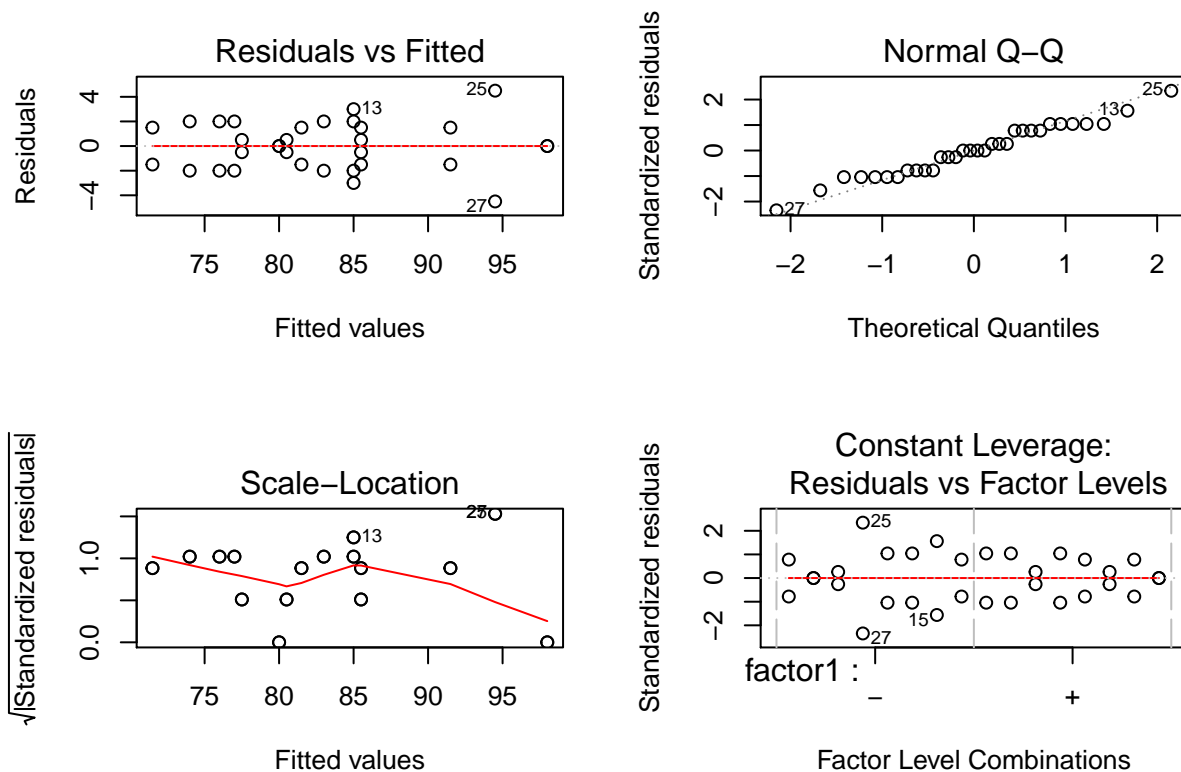 Residuals vs Fitted
Residuals
4
0
−4
25
13
27
75 80 85 90 95
Fitted values
Normal Q−Q
Standardized residuals
2
0
−2
25
13
27
−2 −1 0 1 2
Theoretical Quantiles
Scale−Location
√|Standardized residuals|
1.0
0.0
13
75 80 85 90 95
Fitted values
Constant Leverage:
Residuals vs Factor Levels
Standardized residuals
2
0
−2
25
15
27
factor1 :
− +
Factor Level Combinations